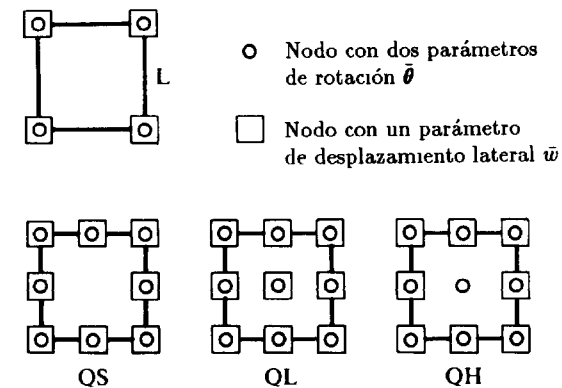 L
Nodo con dos parámetros
de rotación θ̄
Nodo con un parámetro
de desplazamiento lateral w̄
QS
QL
QH